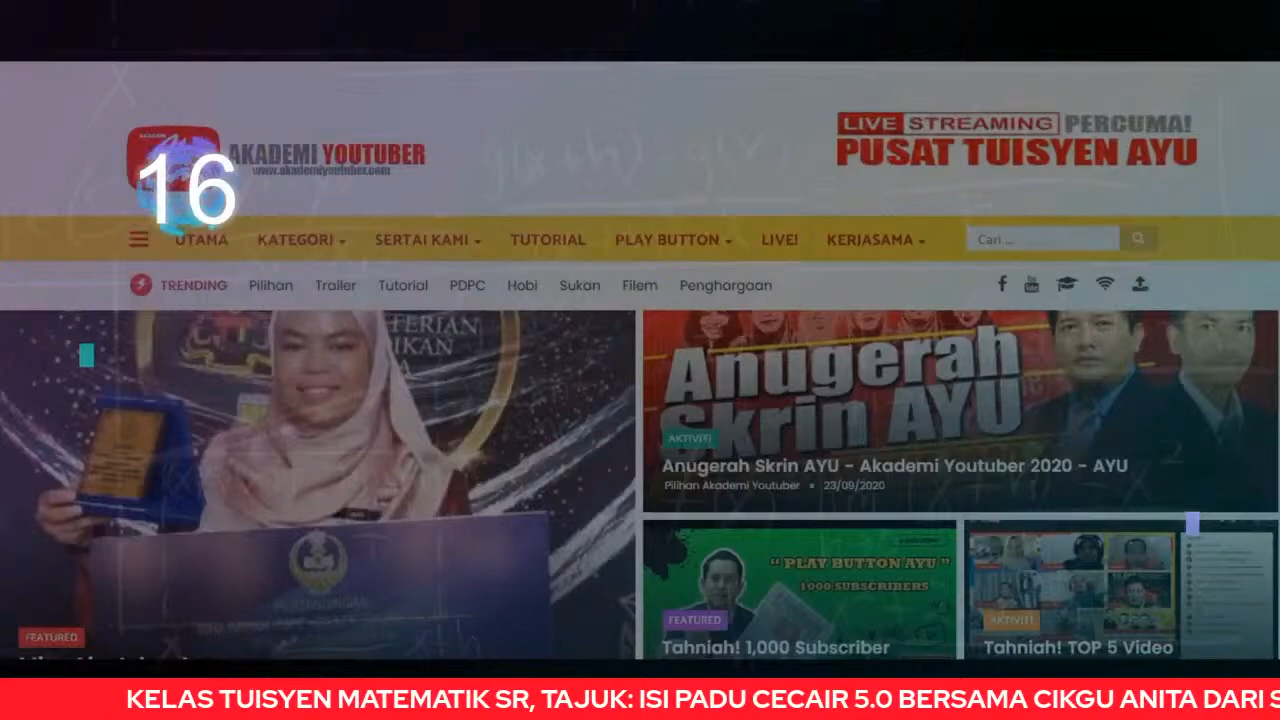 LIVE STREAMING PERCUMA!
PUSAT TUISYEN AYU
AKADEMI YOUTUBER
www.akademiyoutuber.com
16
UTAMA KATEGORI SERTAI KAMI TUTORIAL PLAY BUTTON LIVE! KERJASAMA Cari ...
TRENDING Pilihan Trailer Tutorial PDPC Hobi Sukan Filem Penghargaan
Anugerah
Skrin AYU
AKTIVITI
Anugerah Skrin AYU - Akademi Youtuber 2020 - AYU
Pilihan Akademi Youtuber 23/09/2020
“ PLAY BUTTON AYU ”
1000 SUBSCRIBERS
FEATURED
FEATURED
AKTIVITI
Tahniah! 1,000 Subscriber
Tahniah! TOP 5 Video
KELAS TUISYEN MATEMATIK SR, TAJUK: ISI PADU CECAIR 5.0 BERSAMA CIKGU ANITA DARI S